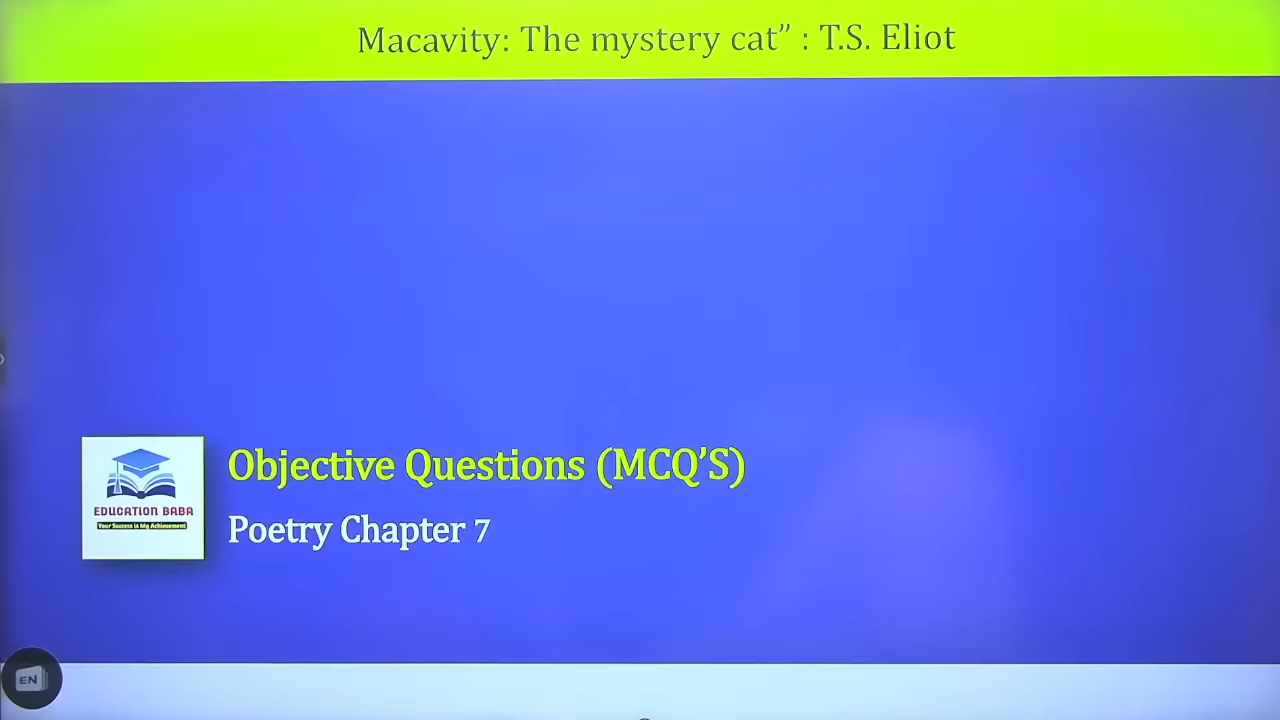 Macavity: The mystery cat” : T.S. Eliot
Objective Questions (MCQ’S)
EDUCATION BABA
Your Success is My Achievement
Poetry Chapter 7
EN